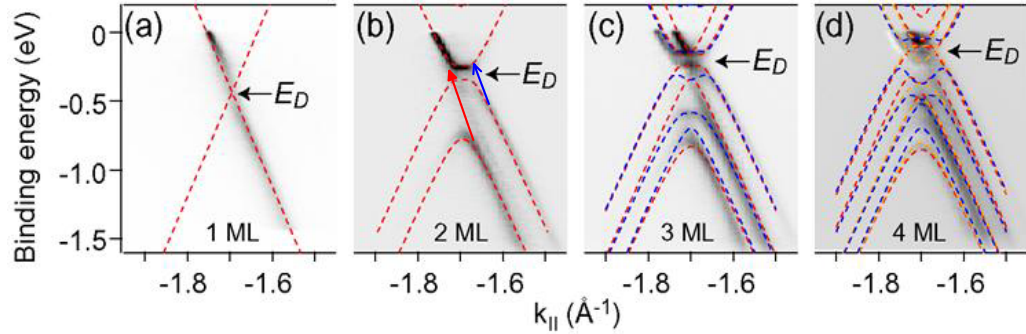 Binding energy (eV)
0
-0.5
-1.0
-1.5
(a)
E_D
1 ML
-1.8
-1.6
(b)
E_D
2 ML
-1.8
-1.6
(c)
E_D
3 ML
-1.8
-1.6
(d)
E_D
4 ML
-1.8
-1.6
k_{||} (Å⁻¹)